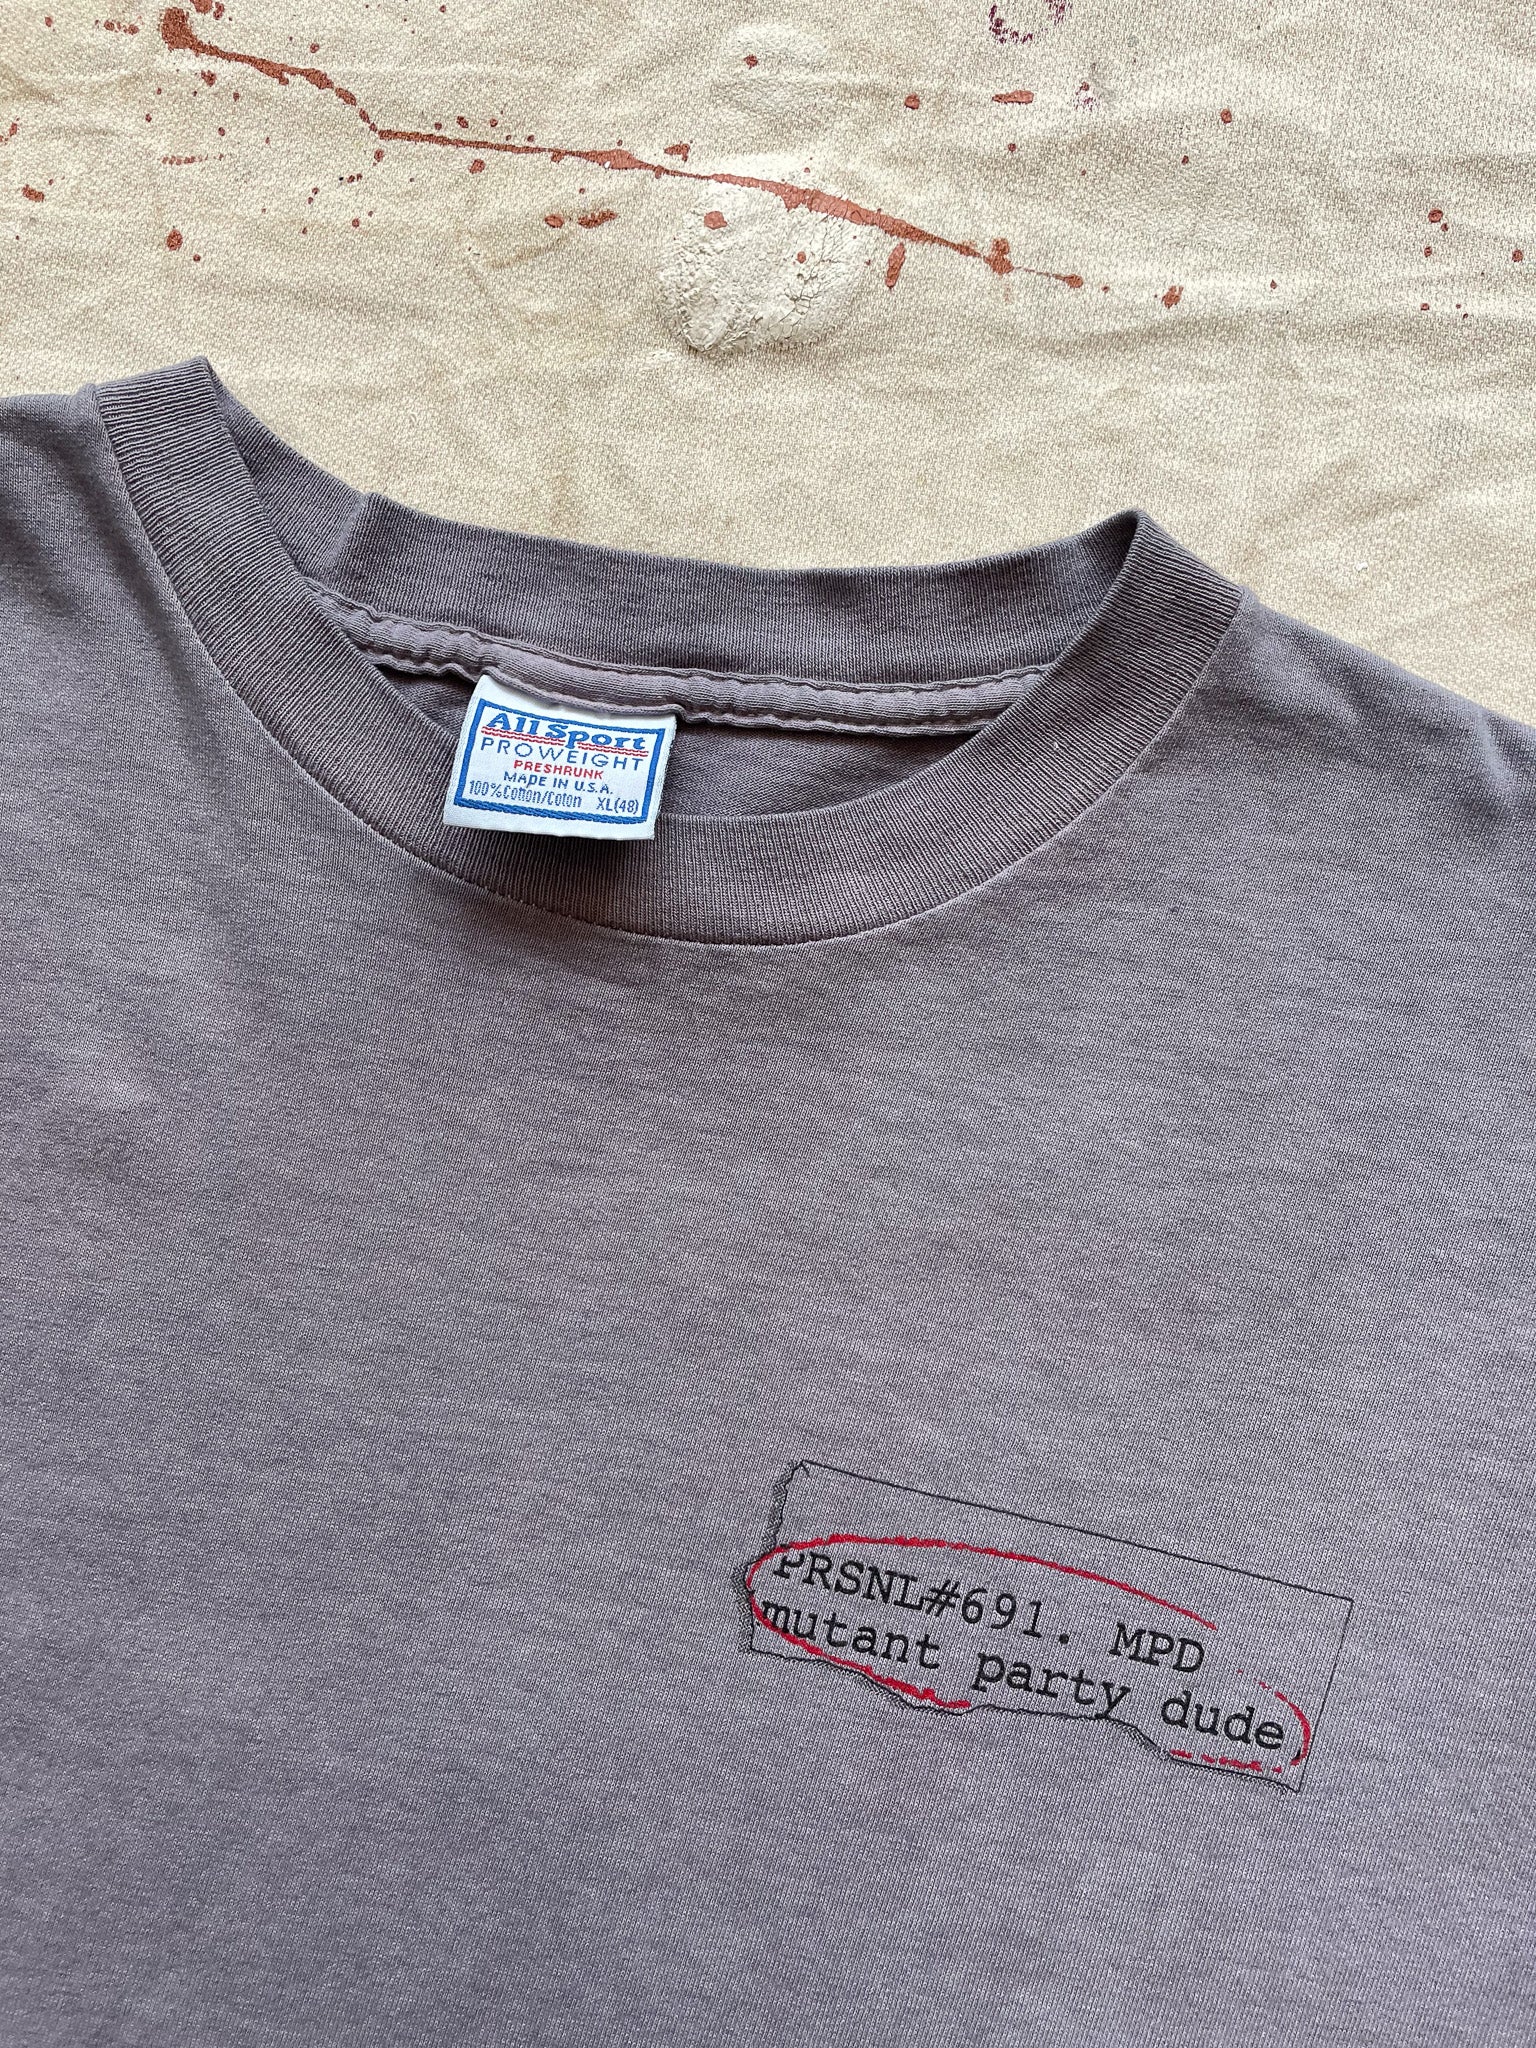 All Sport
PROWEIGHT
PRESHRUNK
MADE IN U.S.A.
100% Cotton/Coton XL(48)
PRSNL#691. MPD
mutant party dude